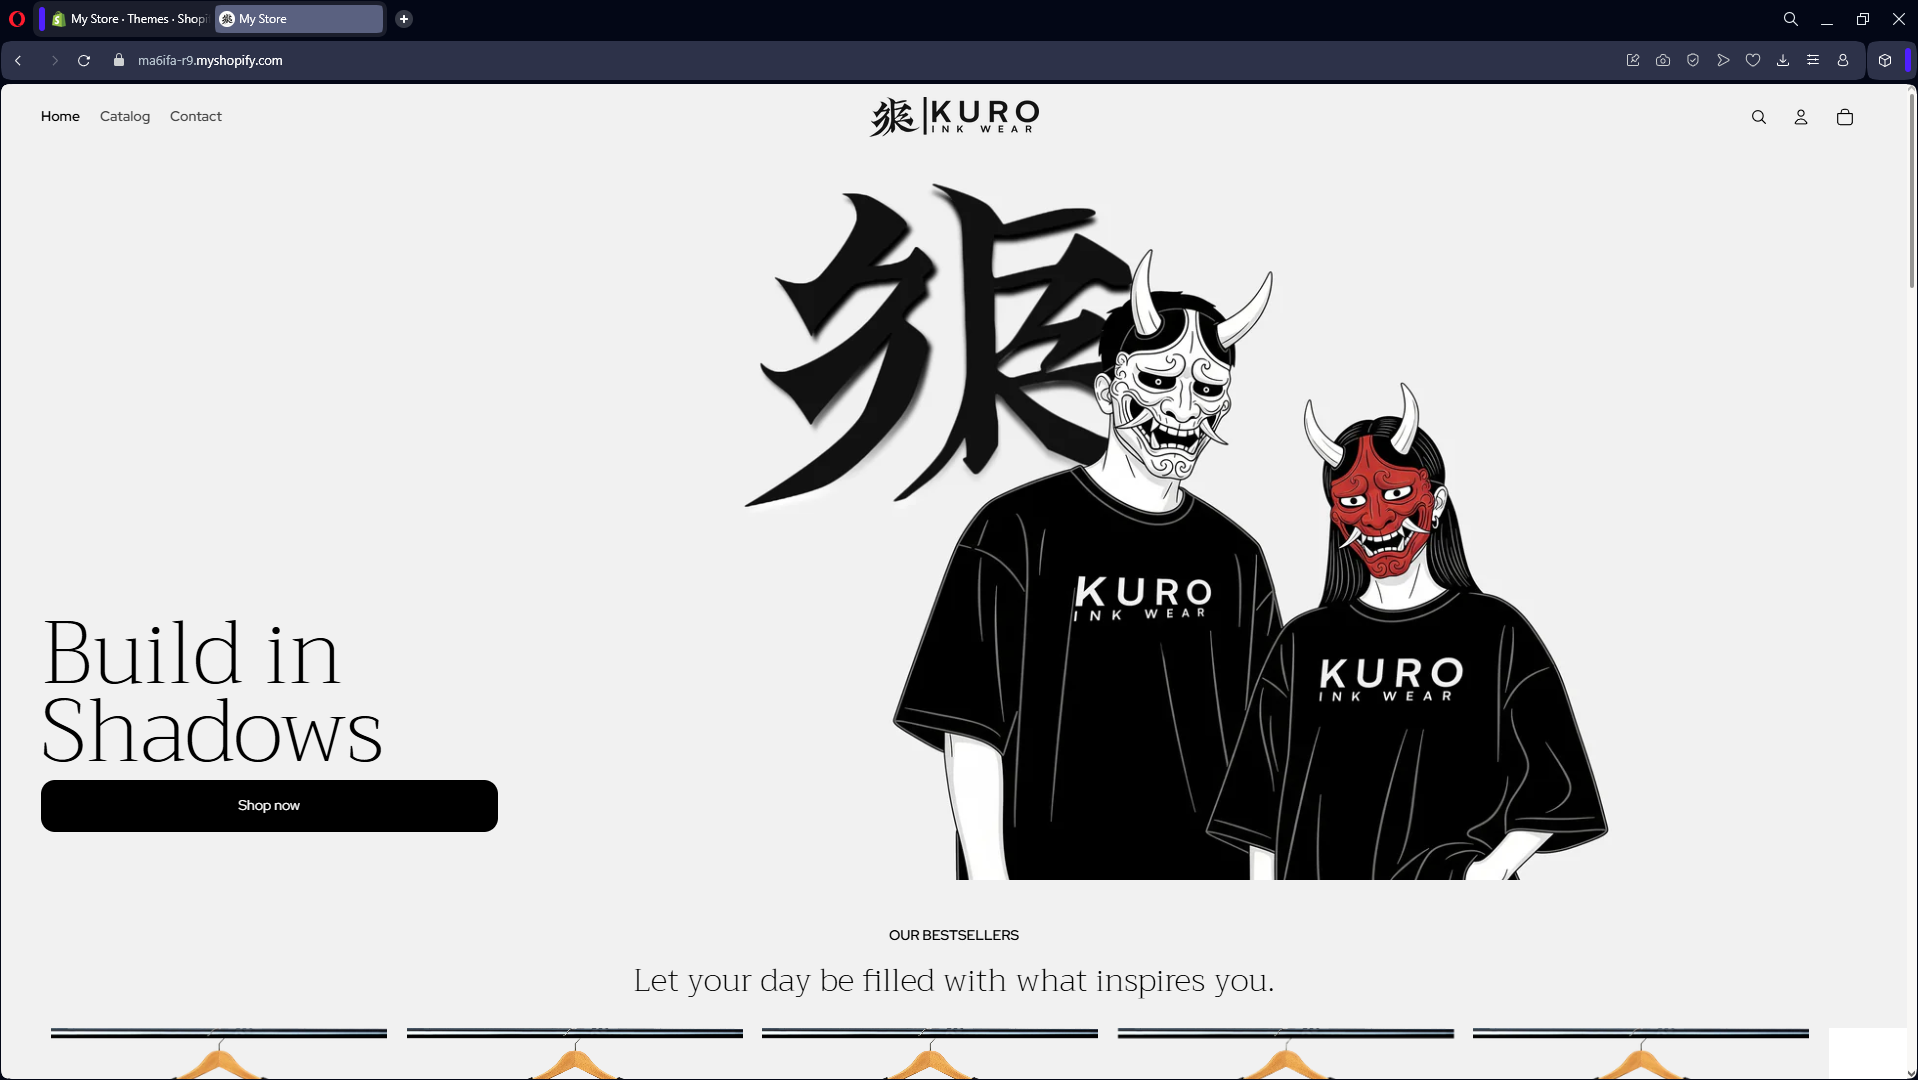 My Store · Themes · Shopi
My Store
ma6ifa-r9.myshopify.com
Home
Catalog
Contact
KURO
INK WEAR
KURO
INK WEAR
KURO
INK WEAR
Build in
Shadows
Shop now
OUR BESTSELLERS
Let your day be filled with what inspires you.